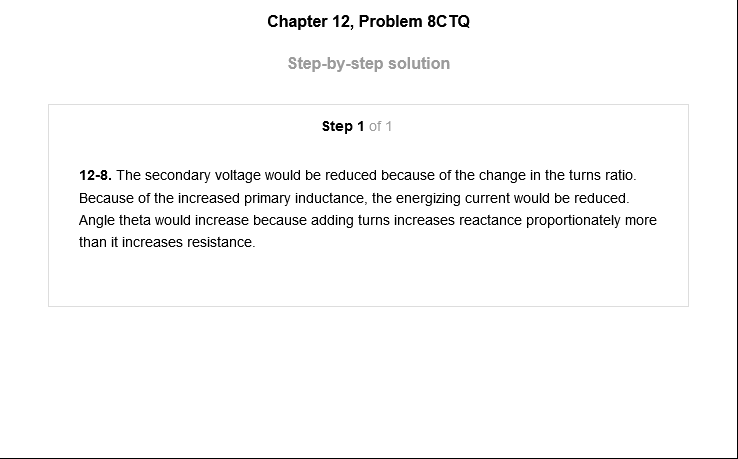 Chapter 12, Problem 8CTQ
Step-by-step solution
Step 1 of 1
12-8. The secondary voltage would be reduced because of the change in the turns ratio.
Because of the increased primary inductance, the energizing current would be reduced.
Angle theta would increase because adding turns increases reactance proportionately more
than it increases resistance.